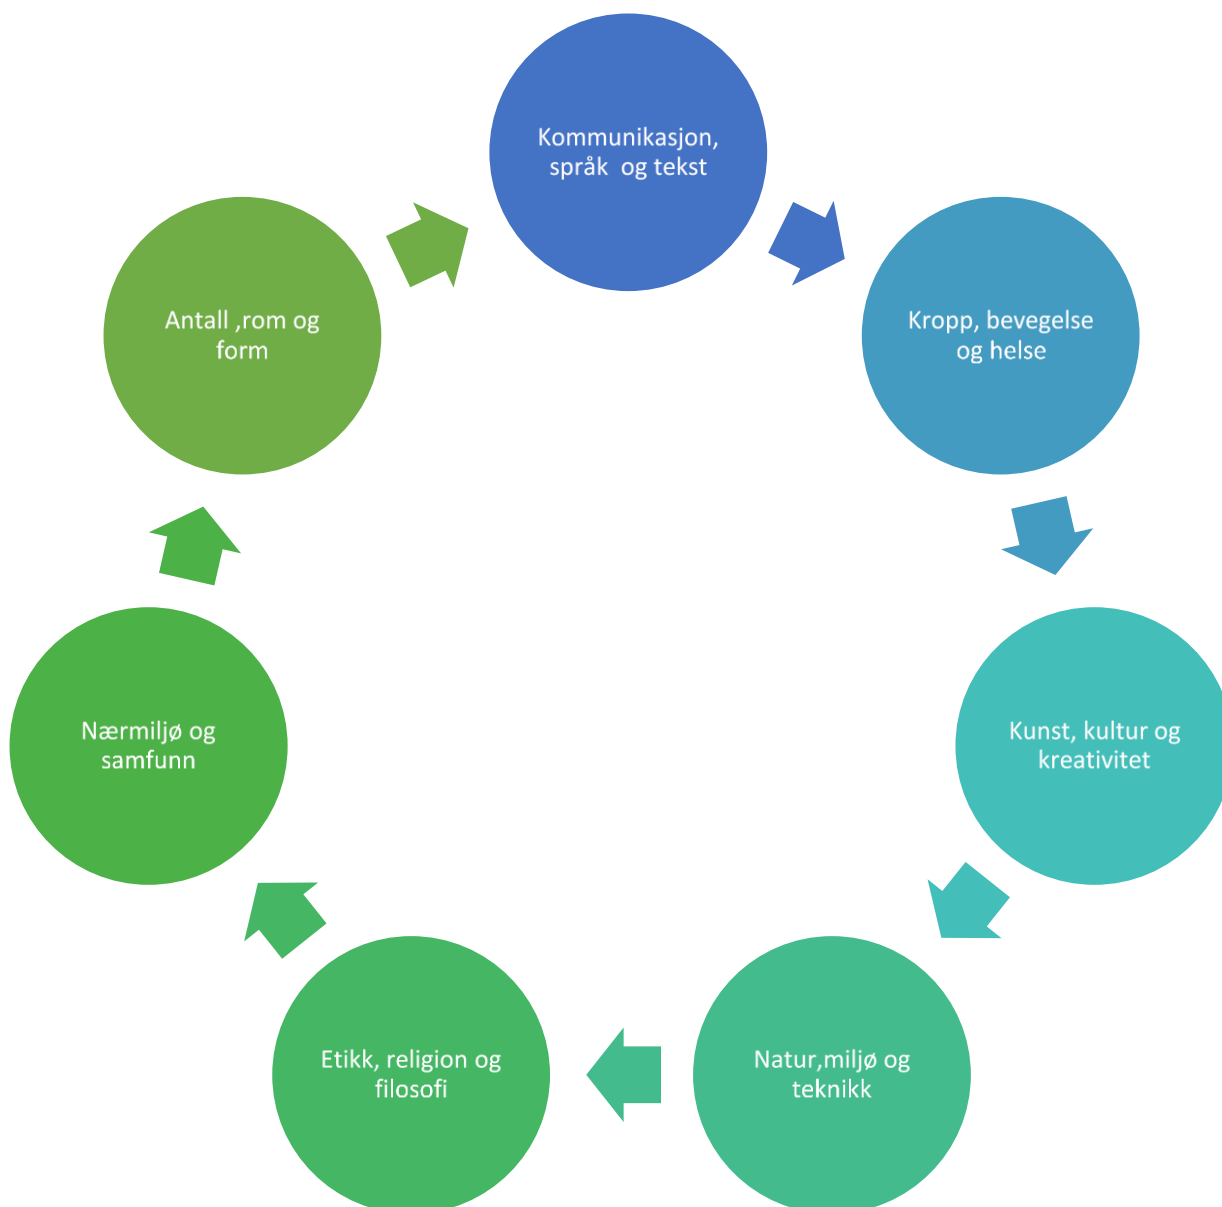 Kommunikasjon,
språk  og tekst
Kropp, bevegelse
og helse
Kunst, kultur og
kreativitet
Natur,miljø og
teknikk
Etikk, religion og
filosofi
Nærmiljø og
samfunn
Antall ,rom og
form